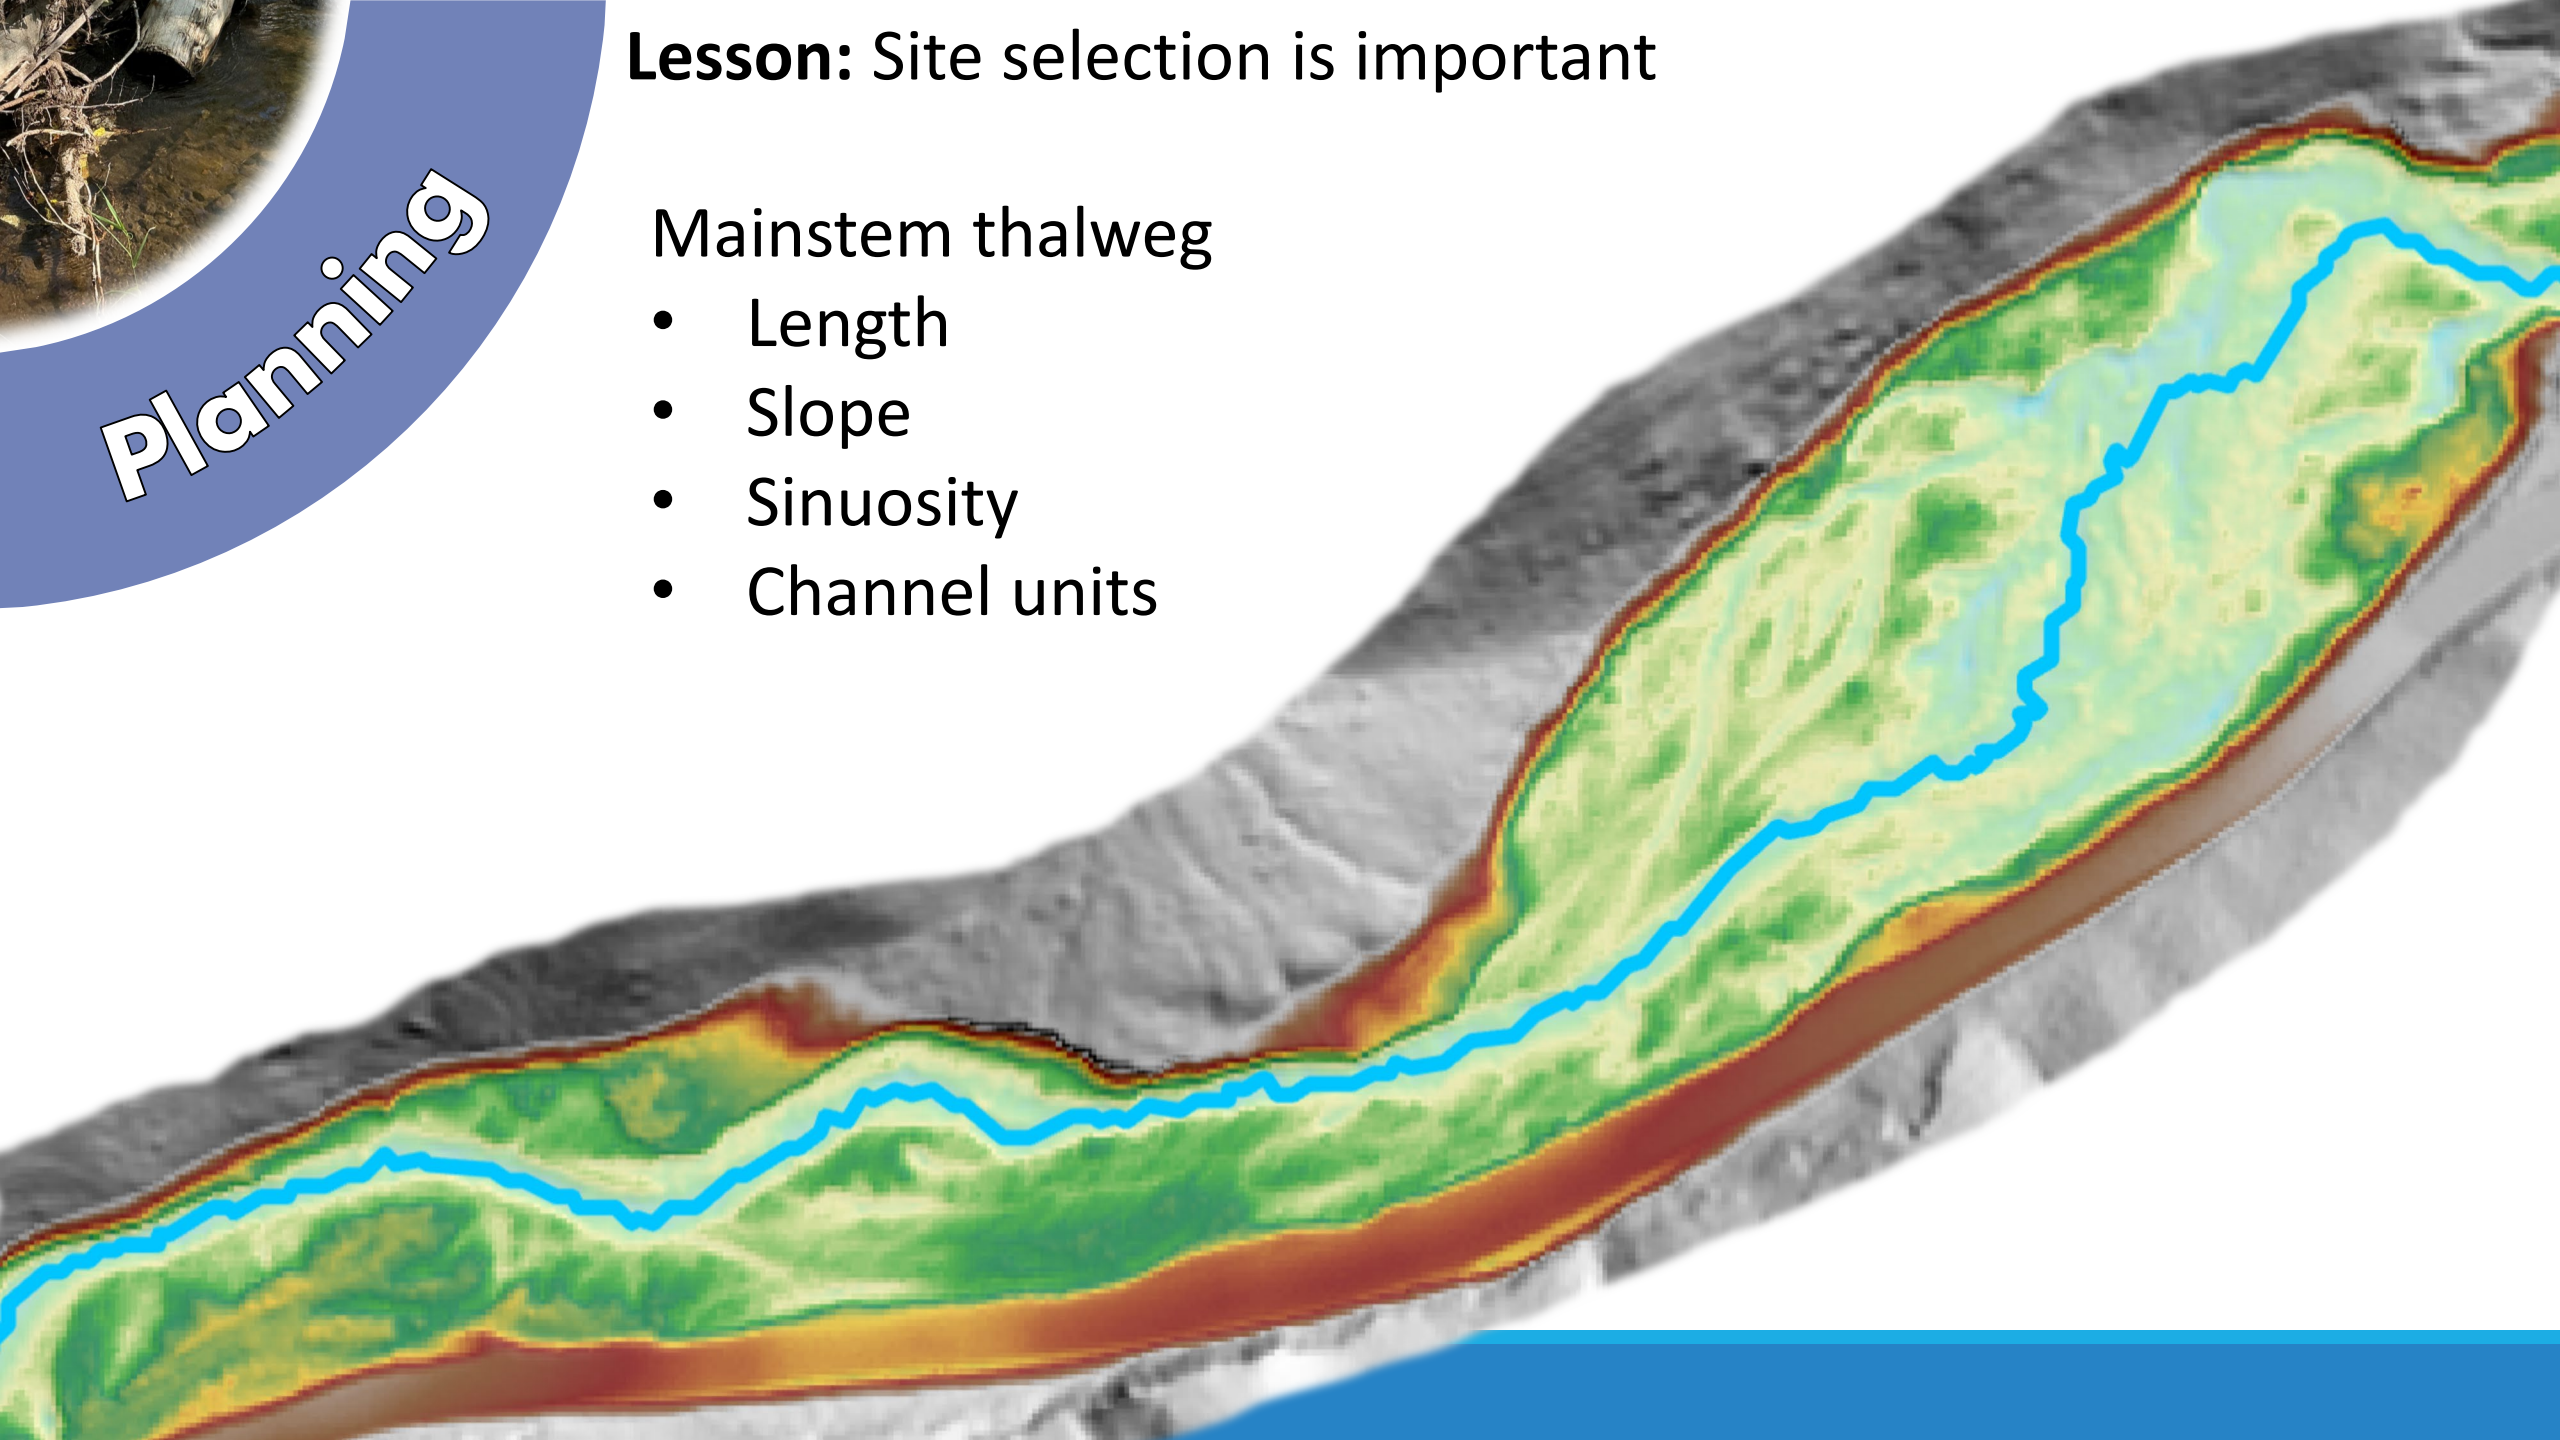 Lesson: Site selection is important
Planning
Mainstem thalweg
• Length
• Slope
• Sinuosity
• Channel units